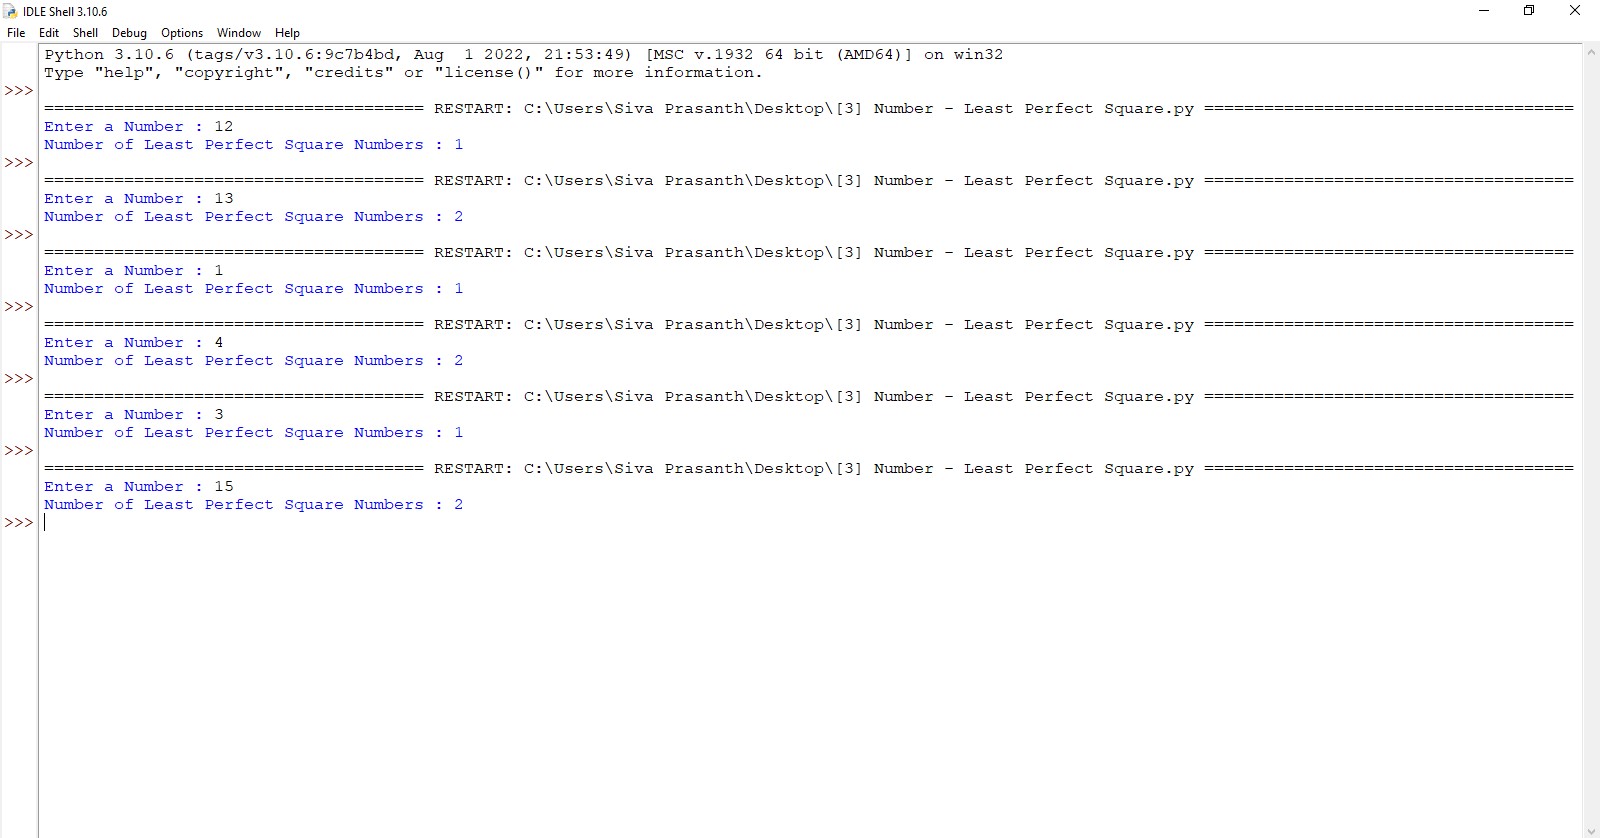 IDLE Shell 3.10.6
File Edit Shell Debug Options Window Help
Python 3.10.6 (tags/v3.10.6:9c7b4bd, Aug  1 2022, 21:53:49) [MSC v.1932 64 bit (AMD64)] on win32
Type "help", "copyright", "credits" or "license()" for more information.
>>>
====================================== RESTART: C:\Users\Siva Prasanth\Desktop\[3] Number - Least Perfect Square.py =====================================
Enter a Number : 12
Number of Least Perfect Square Numbers : 1
>>>
====================================== RESTART: C:\Users\Siva Prasanth\Desktop\[3] Number - Least Perfect Square.py =====================================
Enter a Number : 13
Number of Least Perfect Square Numbers : 2
>>>
====================================== RESTART: C:\Users\Siva Prasanth\Desktop\[3] Number - Least Perfect Square.py =====================================
Enter a Number : 1
Number of Least Perfect Square Numbers : 1
>>>
====================================== RESTART: C:\Users\Siva Prasanth\Desktop\[3] Number - Least Perfect Square.py =====================================
Enter a Number : 4
Number of Least Perfect Square Numbers : 2
>>>
====================================== RESTART: C:\Users\Siva Prasanth\Desktop\[3] Number - Least Perfect Square.py =====================================
Enter a Number : 3
Number of Least Perfect Square Numbers : 1
>>>
====================================== RESTART: C:\Users\Siva Prasanth\Desktop\[3] Number - Least Perfect Square.py =====================================
Enter a Number : 15
Number of Least Perfect Square Numbers : 2
>>>